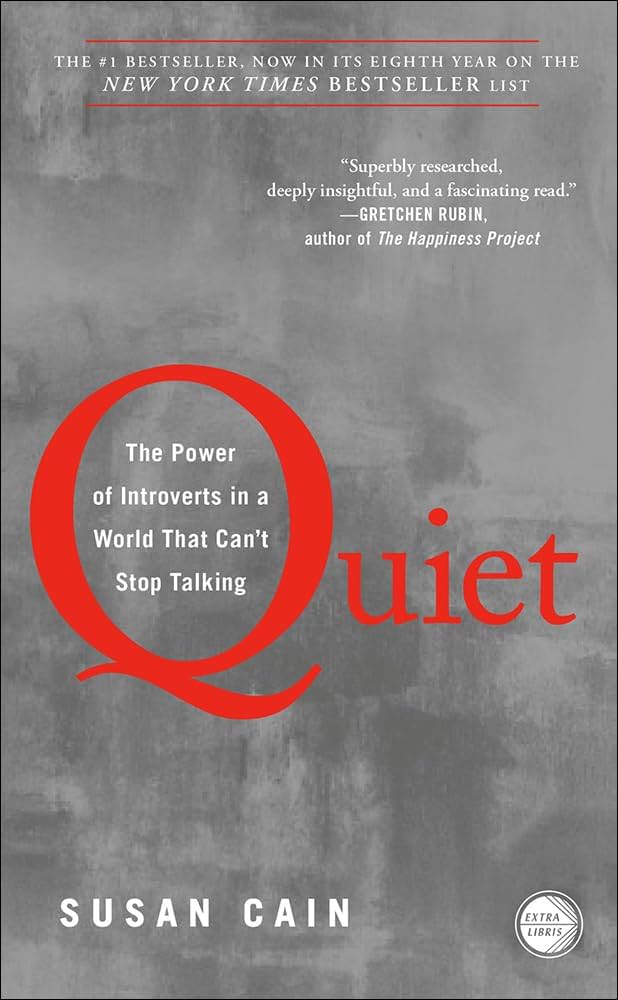 THE #1 BESTSELLER, NOW IN ITS EIGHTH YEAR ON THE
NEW YORK TIMES BESTSELLER LIST
“Superbly researched,
deeply insightful, and a fascinating read.”
—GRETCHEN RUBIN,
author of The Happiness Project
Quiet
The Power
of Introverts in a
World That Can't
Stop Talking
SUSAN CAIN
EXTRA
LIBRIS